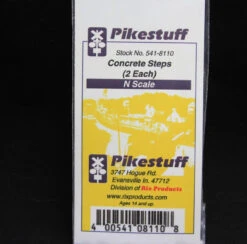 Pikestuff
Stock No. 541-8110
Concrete Steps
(2 Each)
N Scale
Pikestuff
3747 Hogue Rd.
Evansville In. 47712
Division of Rix Products
www.rixproducts.com
Ages 14 and up.
4 00541 08110 8